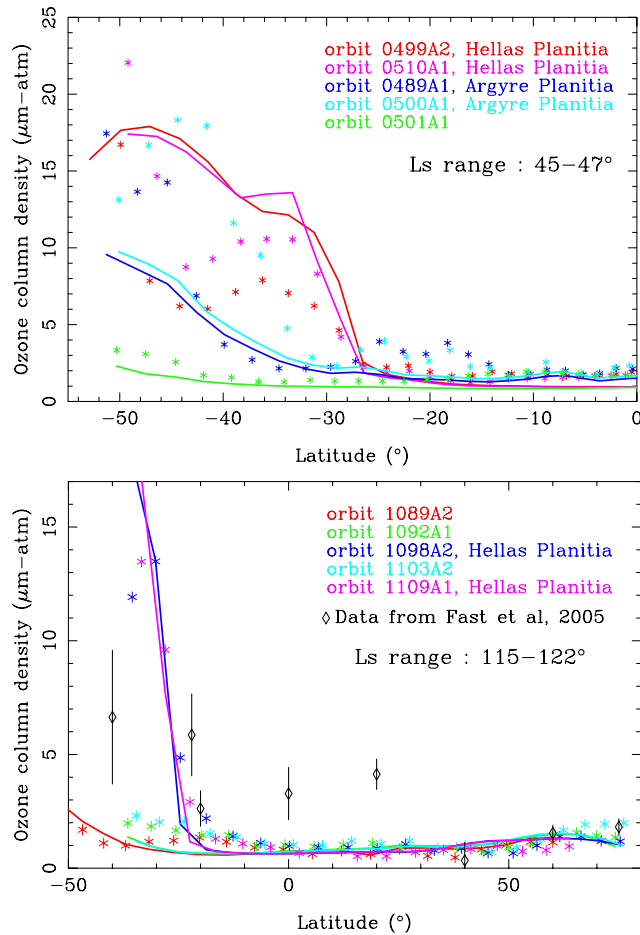 orbit 0499A2, Hellas Planitia
orbit 0510A1, Hellas Planitia
orbit 0489A1, Argyre Planitia
orbit 0500A1, Argyre Planitia
orbit 0501A1
Ls range : 45−47°
Ozone column density (μm−atm)
25
20
15
10
5
0
−50 −40 −30 −20 −10 0
Latitude (°)
orbit 1089A2
orbit 1092A1
orbit 1098A2, Hellas Planitia
orbit 1103A2
orbit 1109A1, Hellas Planitia
Data from Fast et al, 2005
Ls range : 115−122°
Ozone column density (μm−atm)
15
10
5
0
−50 0 50
Latitude (°)